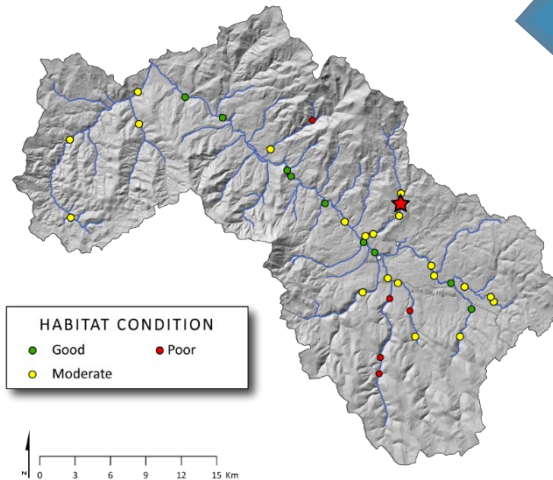 HABITAT CONDITION
Good
Poor
Moderate
N
0 3 6 9 12 15 Km